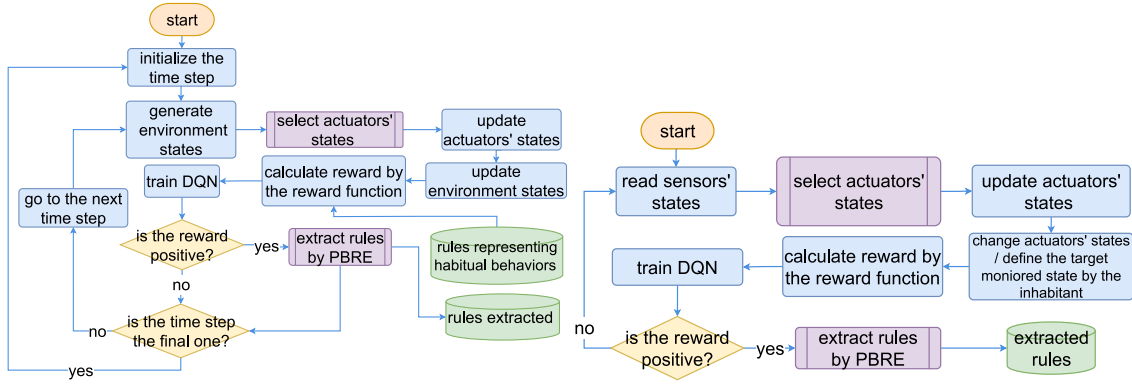 start
initialize the
time step
generate
environment
states
select actuators'
states
update
actuators' states
update
environment states
calculate reward by
the reward function
train DQN
go to the next
time step
is the reward
positive?
yes
extract rules
by PBRE
rules representing
habitual behaviors
no
rules extracted
is the time step
the final one?
no
yes
start
read sensors'
states
select actuators'
states
update actuators'
states
change actuators' states
/ define the target
moniored state by the
inhabitant
calculate reward by
the reward function
train DQN
no
is the reward
positive?
yes
extract rules
by PBRE
extracted
rules